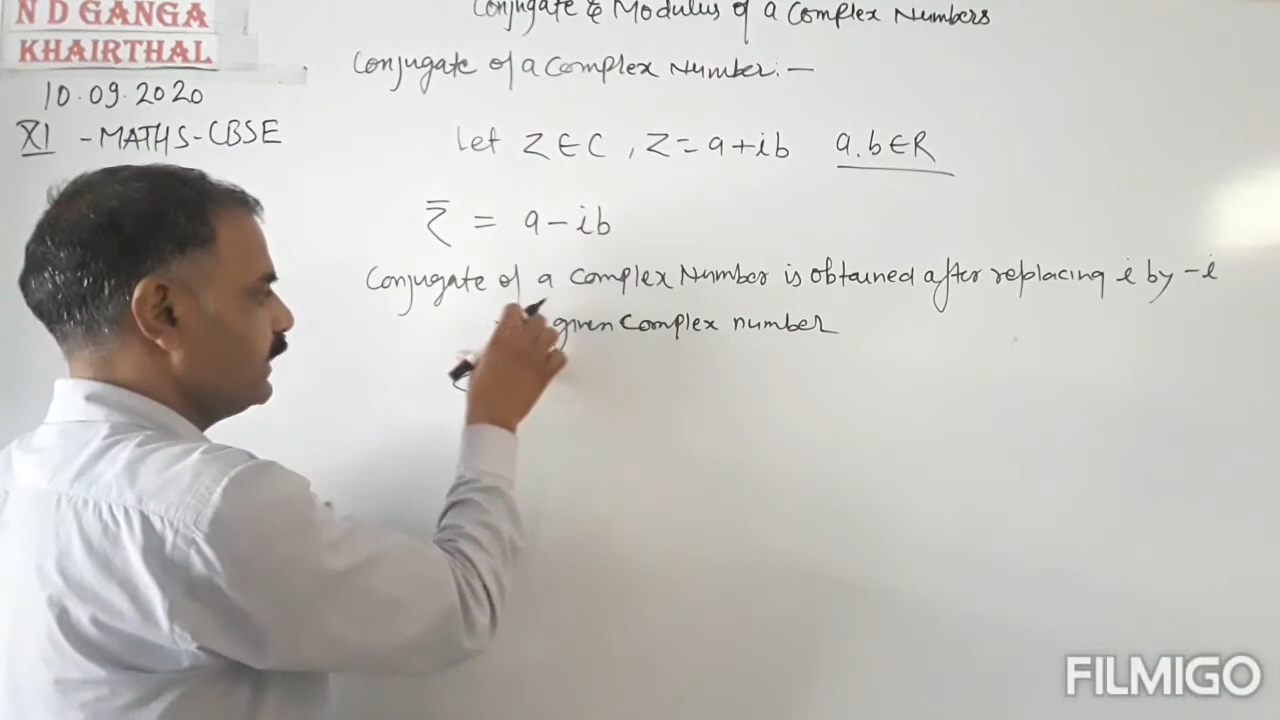 N D GANGA
KHAIRTHAL
10.09.2020
XI - MATHS - CBSE
Conjugate & Modulus of a Complex Numbers
Conjugate of a Complex Number:-
Let Z ∈ C, Z = a+ib a,b ∈ R
z̄ = a-ib
Conjugate of a Complex Number is obtained after replacing i by -i
given Complex number
FILMIGO